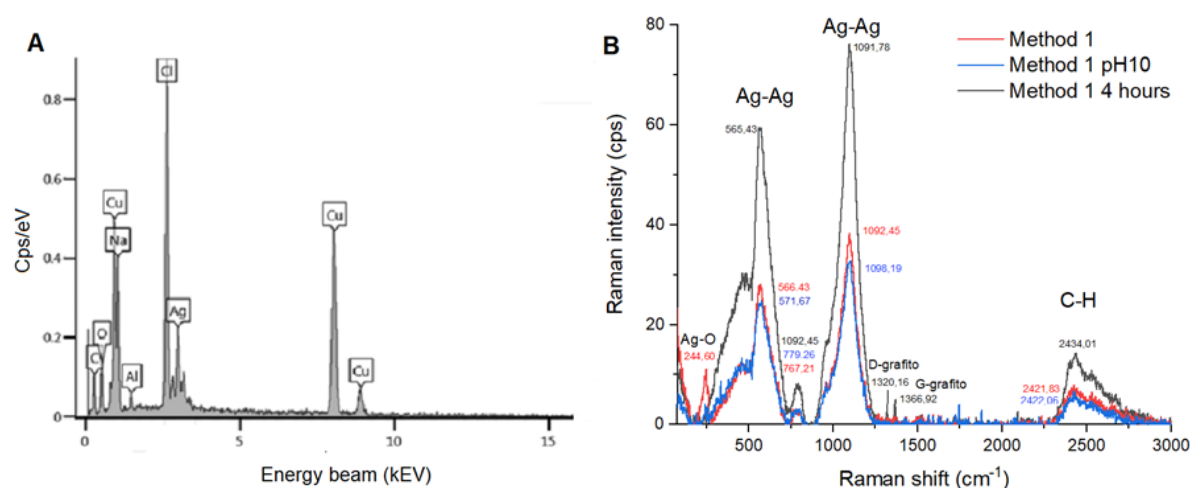 A
Cl
0.8
0.6
Cu
Na
Cu
0.4
Cps/eV
Ag
0.2
O
C
Al
Cu
0
0
5
10
15
Energy beam (kEV)
B
80
Ag-Ag
1091,78
Method 1
Method 1 pH10
Method 1 4 hours
Ag-Ag
60
565,43
Raman intensity (cps)
40
1092,45
1098,19
566.43
571,67
C-H
20
1092,45
779.26
767,21
Ag-O
244,60
D-grafito
1320,16
G-grafito
1366,92
2434,01
2421,83
2422,06
0
500
1000
1500
2000
2500
3000
Raman shift (cm⁻¹)